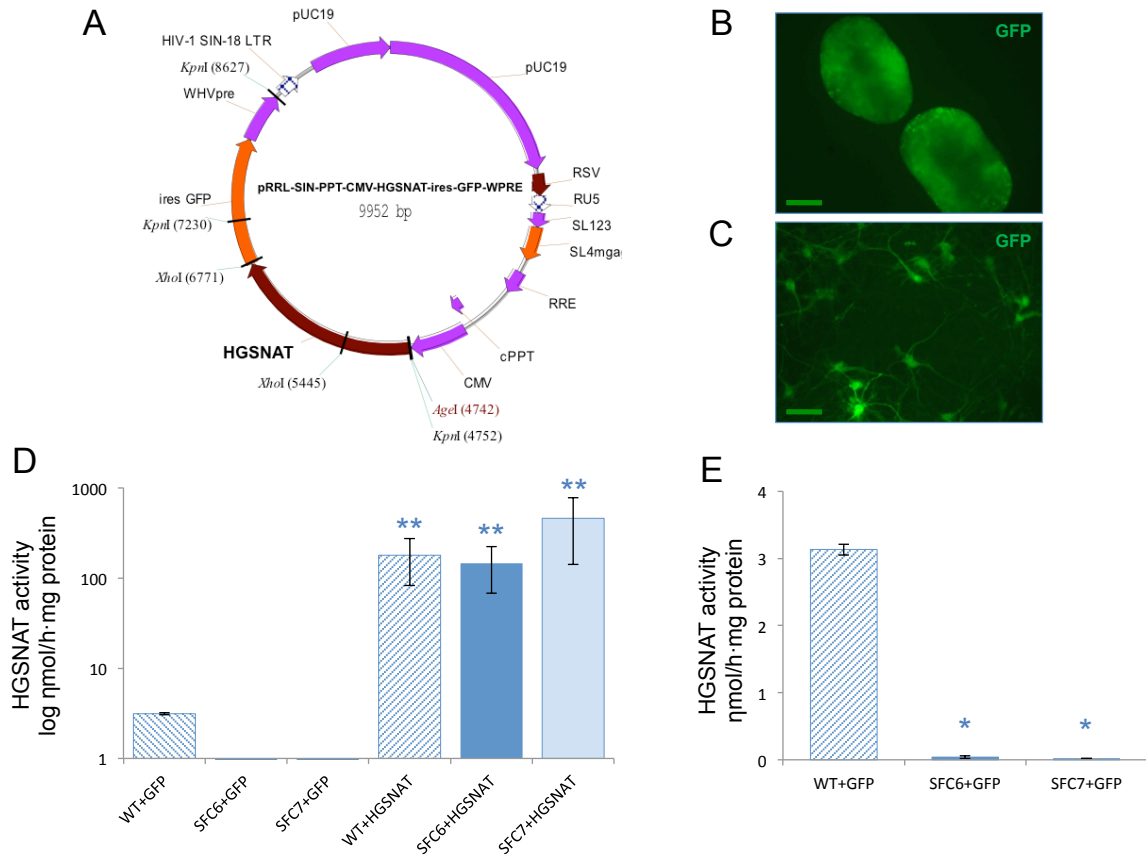 A
pUC19
HIV-1 SIN-18 LTR
KpnI (8627)
WHVpre
pUC19
RSV
pRRL-SIN-PPT-CMV-HGSNAT-ires-GFP-WPRE
9952 bp
RU5
SL123
SL4mga
ires GFP
KpnI (7230)
XhoI (6771)
RRE
cPPT
HGSNAT
CMV
XhoI (5445)
AgeI (4742)
KpnI (4752)
B
GFP
C
GFP
D
HGSNAT activity
log ηmol/h·mg protein
1000
100
10
1
**
**
**
WT+GFP
SFC6+GFP
SFC7+GFP
WT+HGSNAT
SFC6+HGSNAT
SFC7+HGSNAT
E
HGSNAT activity
ηmol/h·mg protein
4
3
2
1
0
*
*
WT+GFP
SFC6+GFP
SFC7+GFP